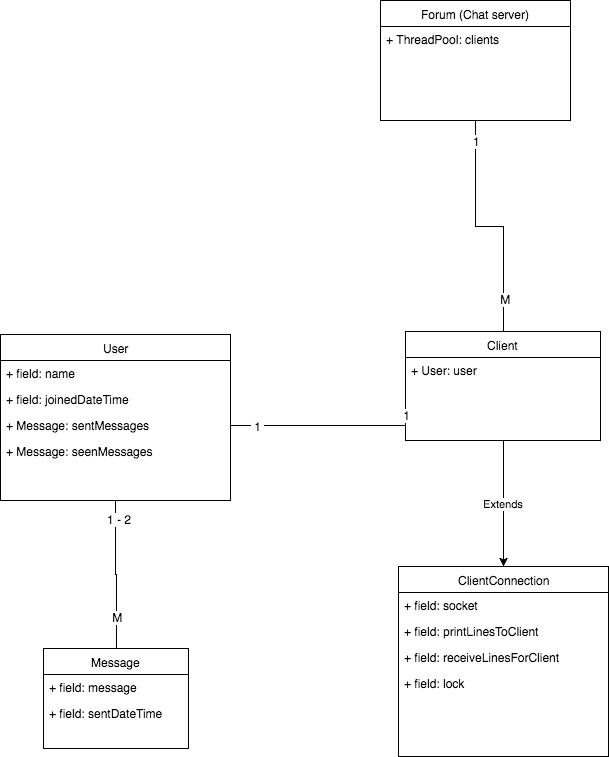 Forum (Chat server)
+ ThreadPool: clients
1
M
User
+ field: name
+ field: joinedDateTime
+ Message: sentMessages
+ Message: seenMessages
Client
+ User: user
1
1
1 - 2
M
Extends
Message
+ field: message
+ field: sentDateTime
ClientConnection
+ field: socket
+ field: printLinesToClient
+ field: receiveLinesForClient
+ field: lock